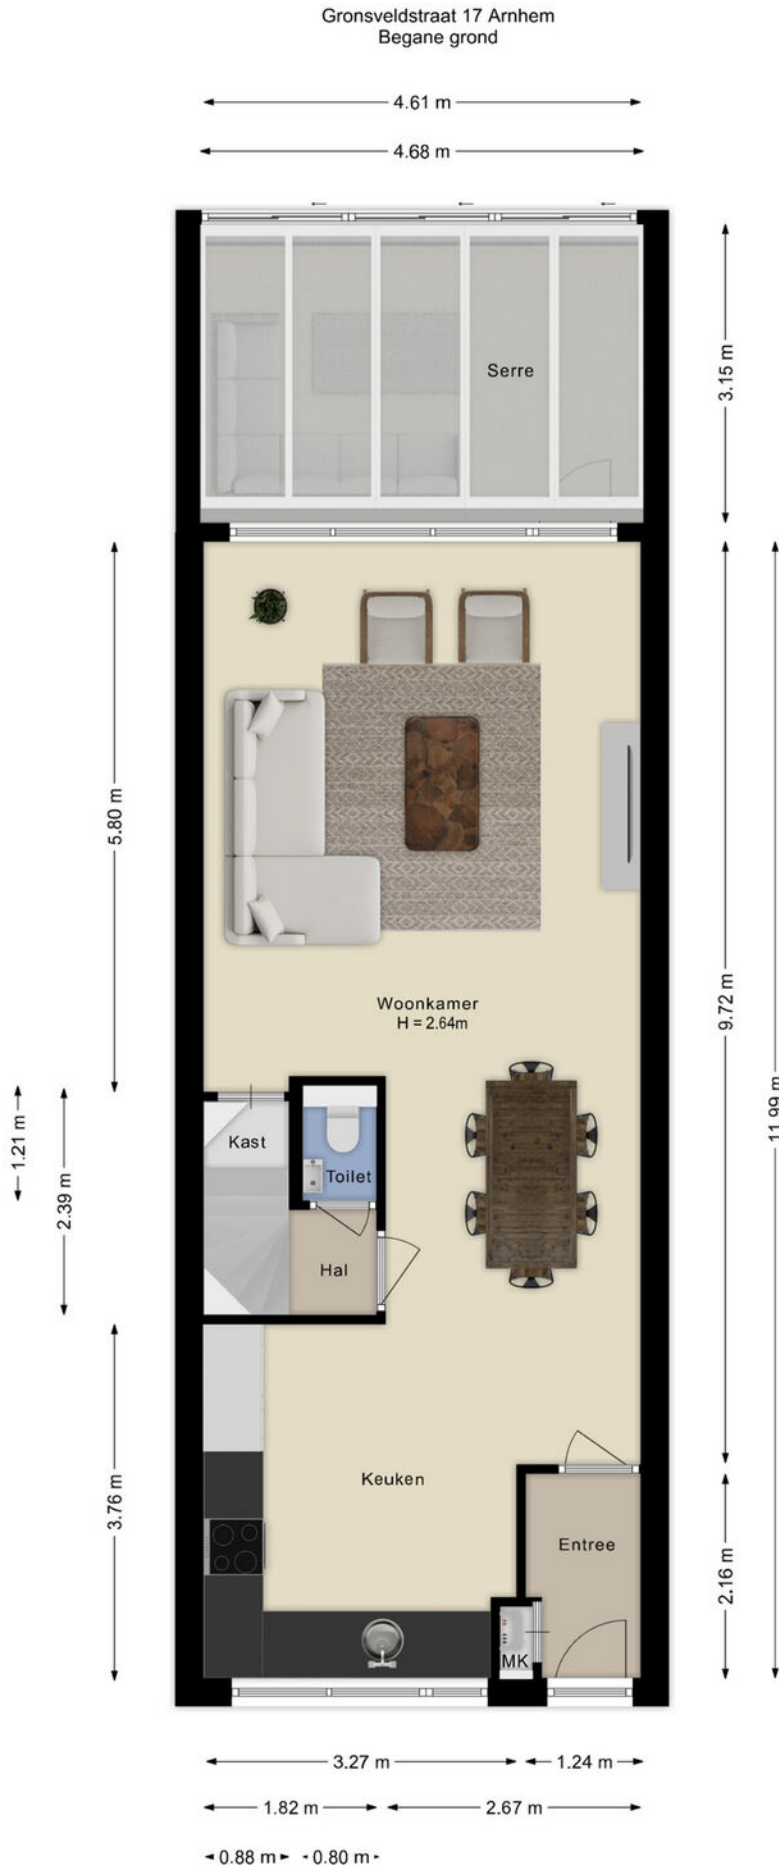 Gronsveldstraat 17 Arnhem
Begane grond
4.61 m
4.68 m
Serre
3.15 m
5.80 m
9.72 m
11.99 m
Woonkamer
H = 2.64m
1.21 m
2.39 m
Kast
Toilet
Hal
3.76 m
Keuken
Entree
2.16 m
MK
3.27 m
1.24 m
1.82 m
2.67 m
0.88 m
0.80 m